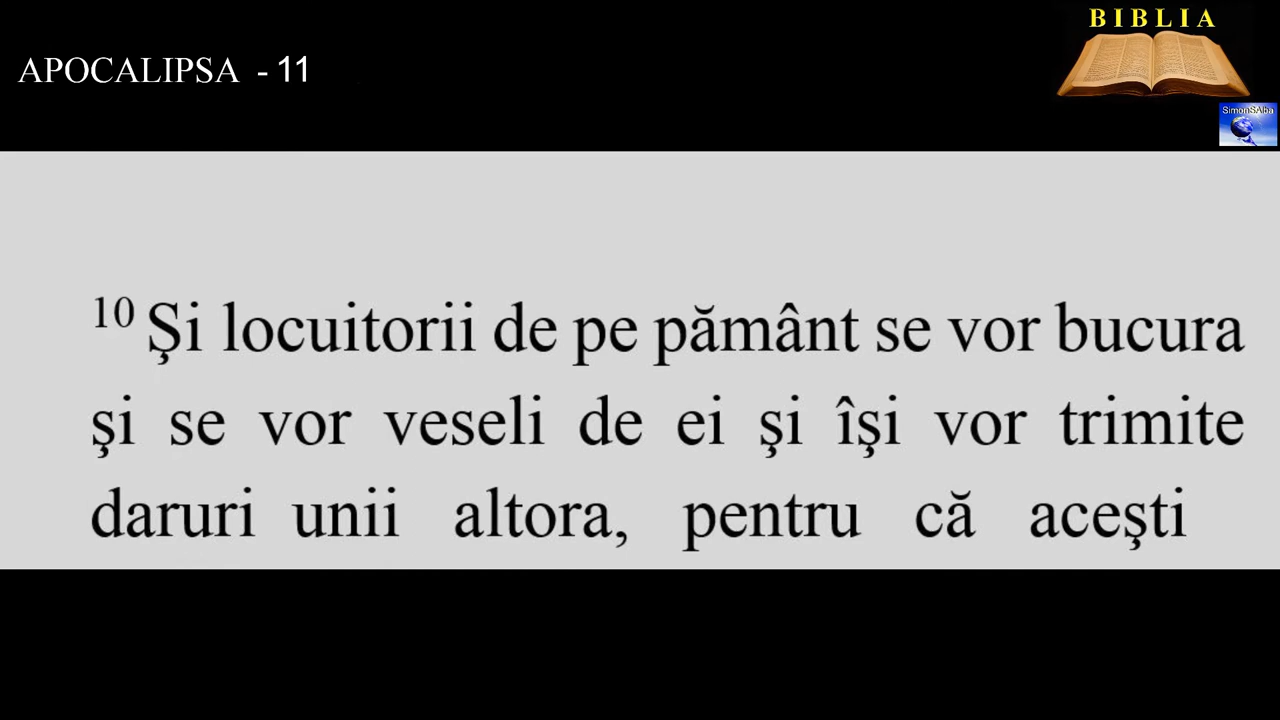 BIBLIA
APOCALIPSA - 11
SimonSAlba
10 Şi locuitorii de pe pământ se vor bucura
şi se vor veseli de ei şi îşi vor trimite
daruri unii altora, pentru că aceşti